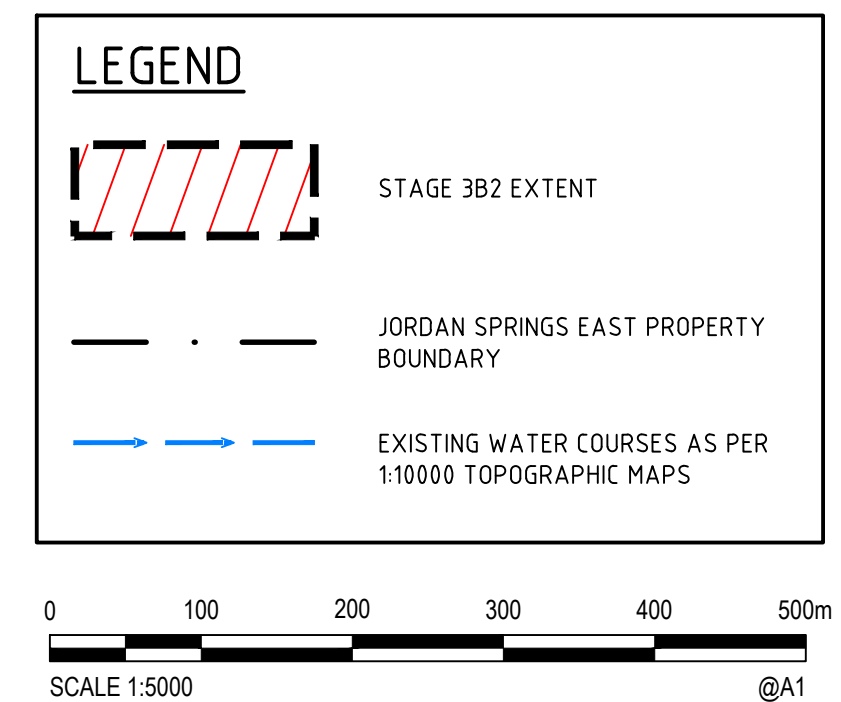 LEGEND
STAGE 3B2 EXTENT
JORDAN SPRINGS EAST PROPERTY
BOUNDARY
EXISTING WATER COURSES AS PER
1:10000 TOPOGRAPHIC MAPS
0 100 200 300 400 500m
SCALE 1:5000 @A1